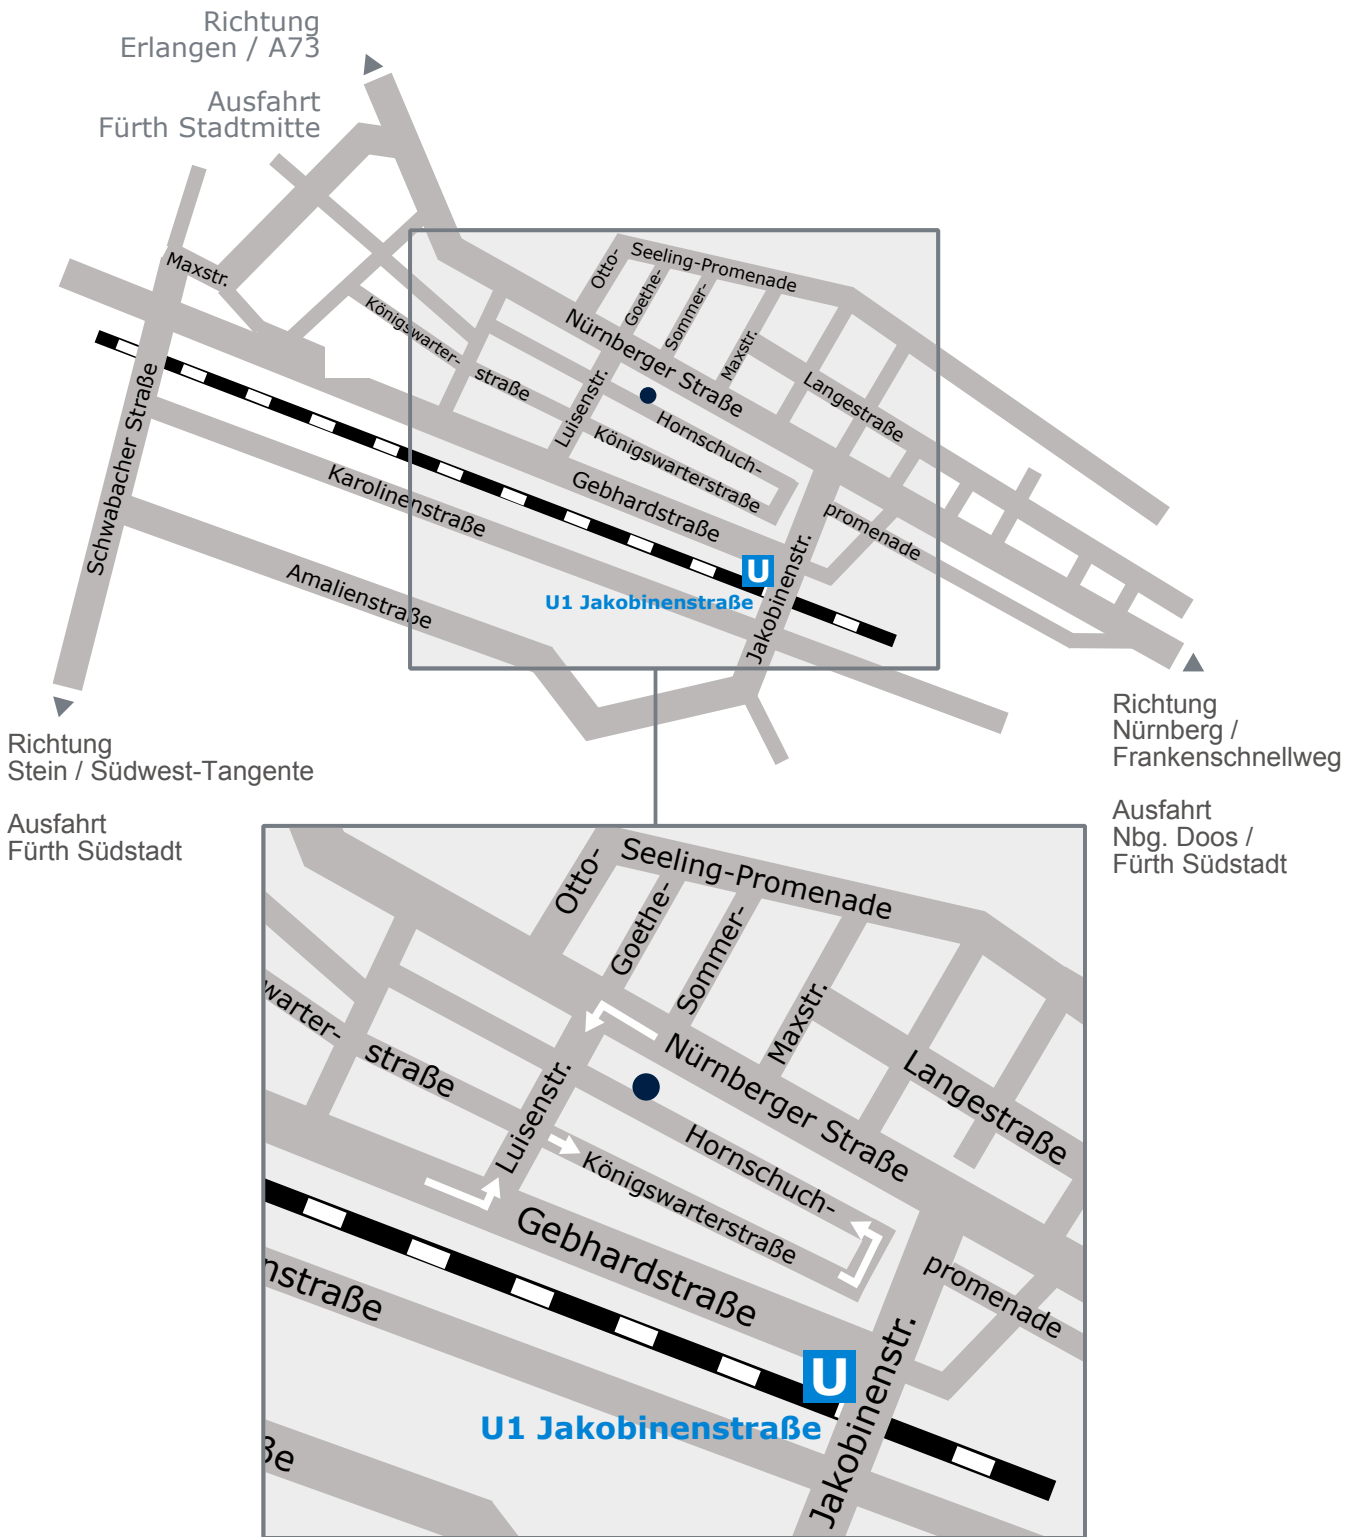 Richtung
Erlangen / A73
Ausfahrt
Fürth Stadtmitte
Seeling-Promenade
Otto-
Goethe-
Sommer-
Maxstr.
Maxstr.
Königswarter-
straße
Nürnberger Straße
Langestraße
Luisenstr.
Hornschuch-
Königswarterstraße
Schwabacher Straße
Karolinenstraße
Gebhardstraße
promenade
Amalienstraße
U
U1 Jakobinenstraße
Jakobinenstr.
Richtung
Stein / Südwest-Tangente
Ausfahrt
Fürth Südstadt
Richtung
Nürnberg /
Frankenschnellweg
Ausfahrt
Nbg. Doos /
Fürth Südstadt
Seeling-Promenade
Otto-
Goethe-
Sommer-
Maxstr.
warter-
straße
Nürnberger Straße
Langestraße
Luisenstr.
Hornschuch-
Königswarterstraße
Gebhardstraße
promenade
nstraße
U
U1 Jakobinenstraße
Jakobinenstr.
ße